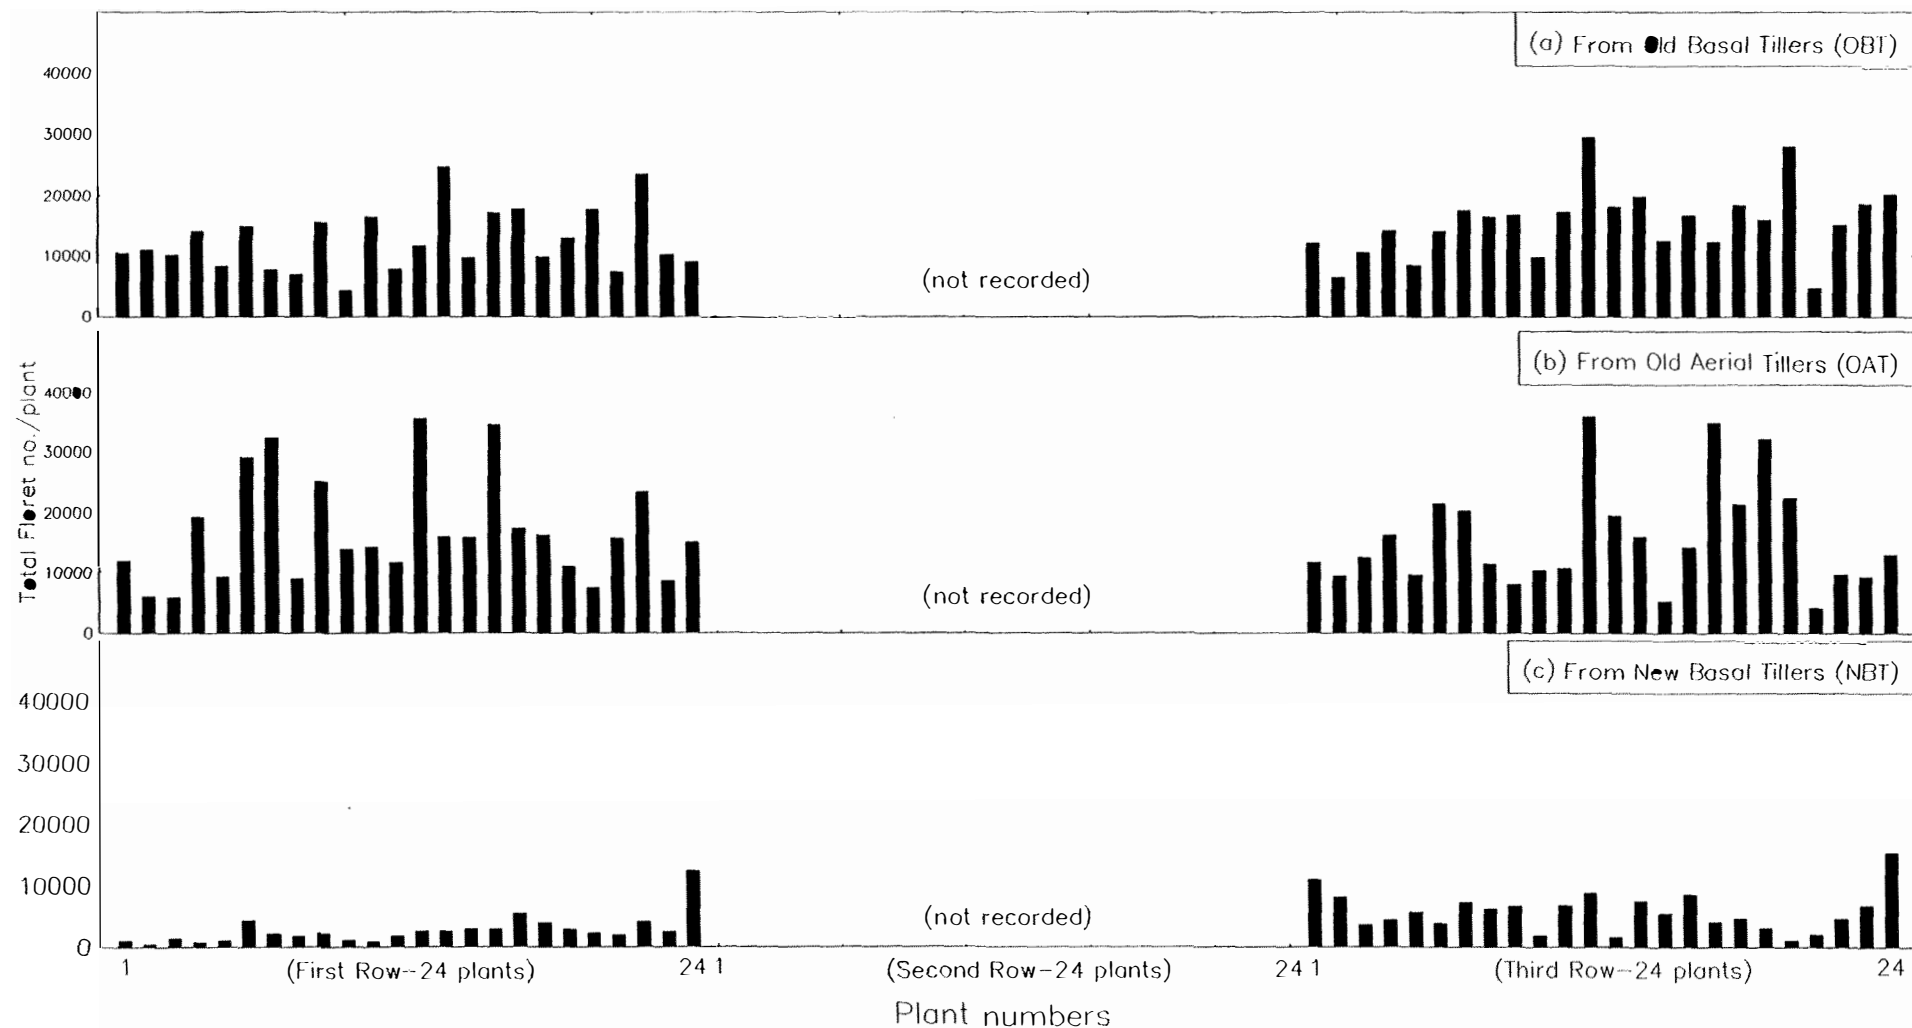 (a) From Old Basal Tillers (OBT)
40000
30000
20000
10000
0
(not recorded)
(b) From Old Aerial Tillers (OAT)
40000
30000
20000
10000
0
(not recorded)
Total Floret no./plant
(c) From New Basal Tillers (NBT)
40000
30000
20000
10000
0
(not recorded)
1 (First Row-24 plants) 24 1 (Second Row-24 plants) 24 1 (Third Row-24 plants) 24
Plant numbers